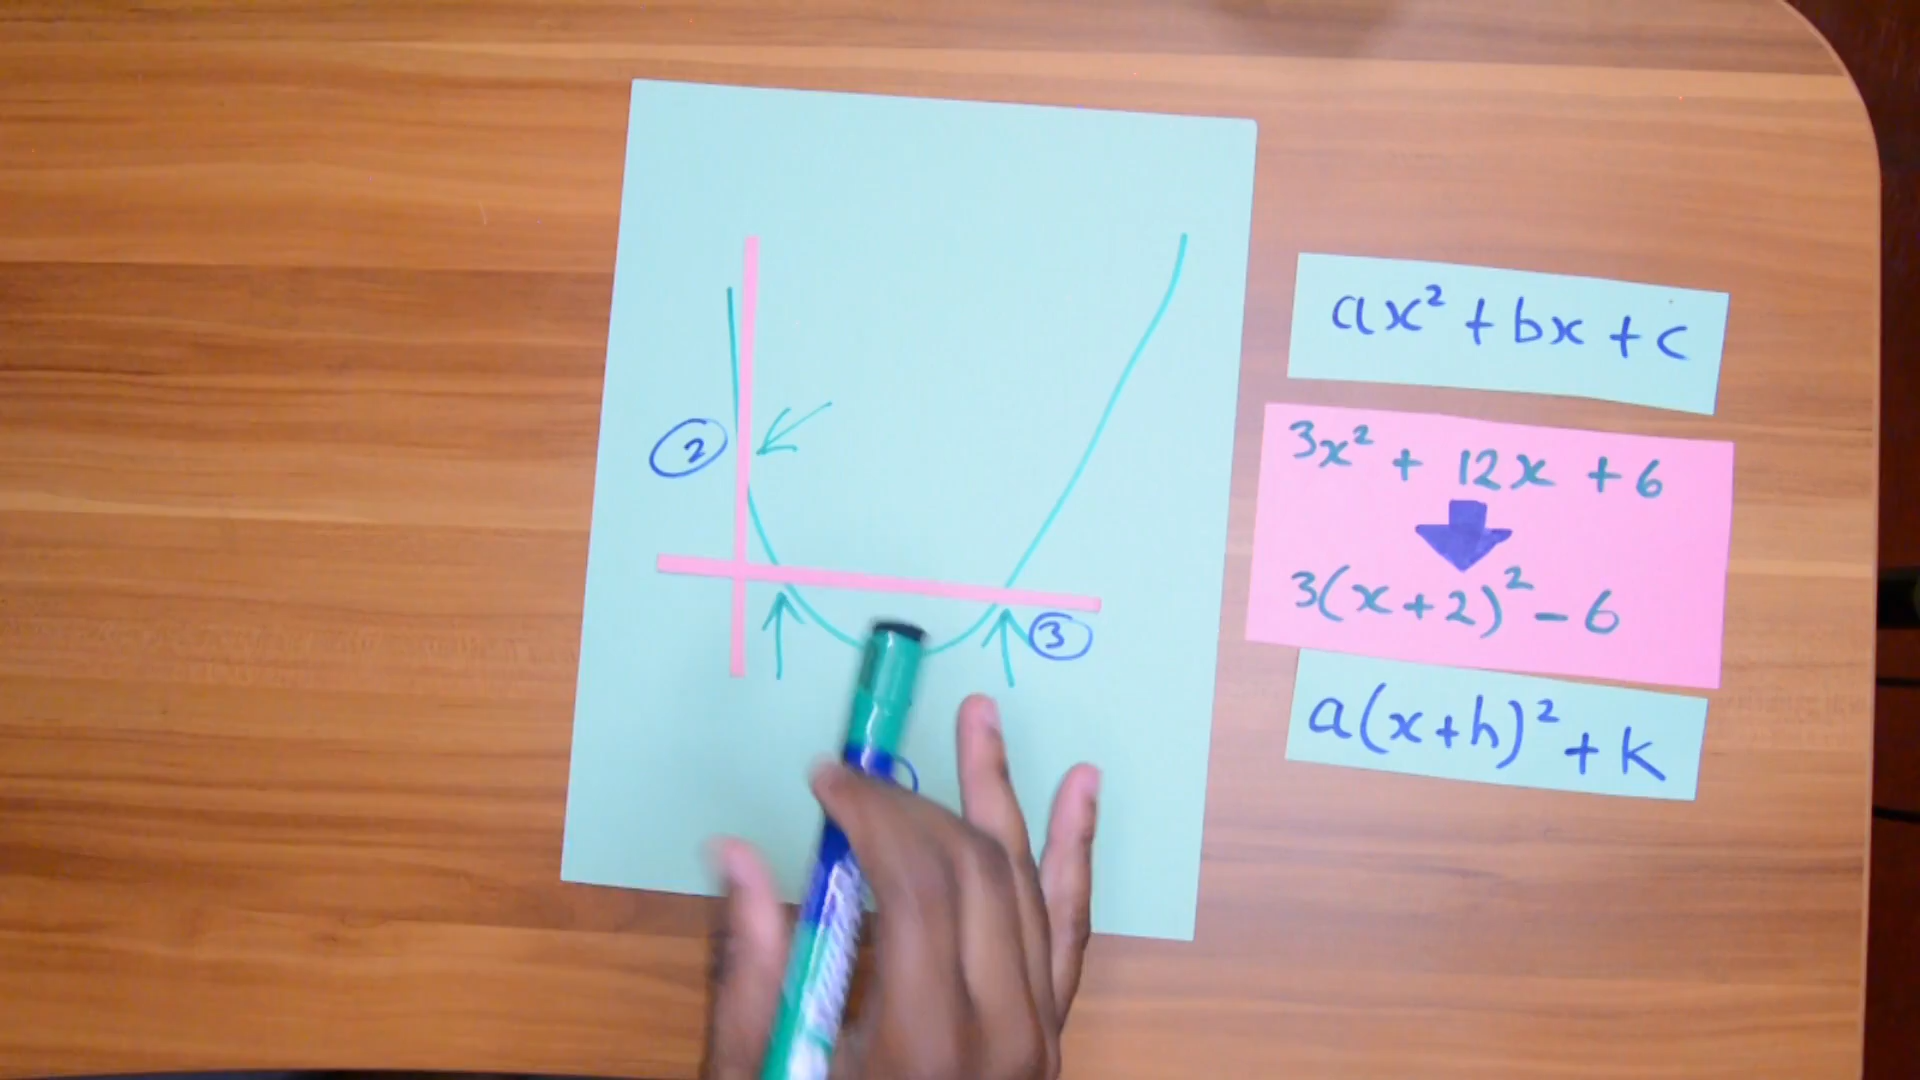 2
3
ax² + bx + c
3x² + 12x + 6
3(x+2)² - 6
a(x+h)² + k